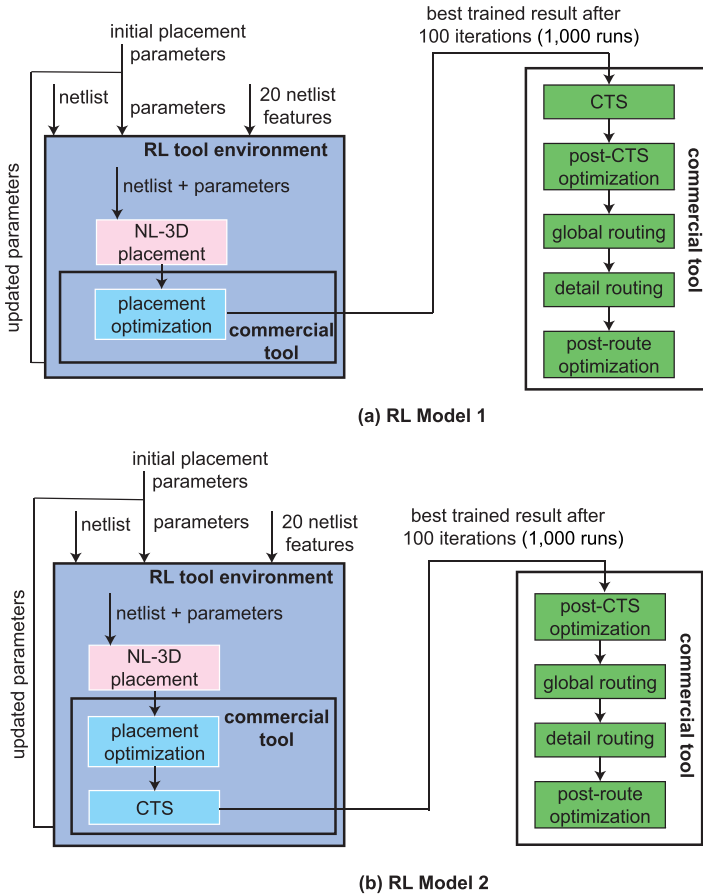 initial placement
parameters
best trained result after
100 iterations (1,000 runs)
netlist
parameters
20 netlist
features
updated parameters
RL tool environment
netlist + parameters
NL-3D
placement
placement
optimization
commercial
tool
CTS
post-CTS
optimization
global routing
detail routing
post-route
optimization
commercial tool
(a) RL Model 1
initial placement
parameters
best trained result after
100 iterations (1,000 runs)
netlist
parameters
20 netlist
features
updated parameters
RL tool environment
netlist + parameters
NL-3D
placement
placement
optimization
commercial
tool
CTS
post-CTS
optimization
global routing
detail routing
post-route
optimization
commercial tool
(b) RL Model 2